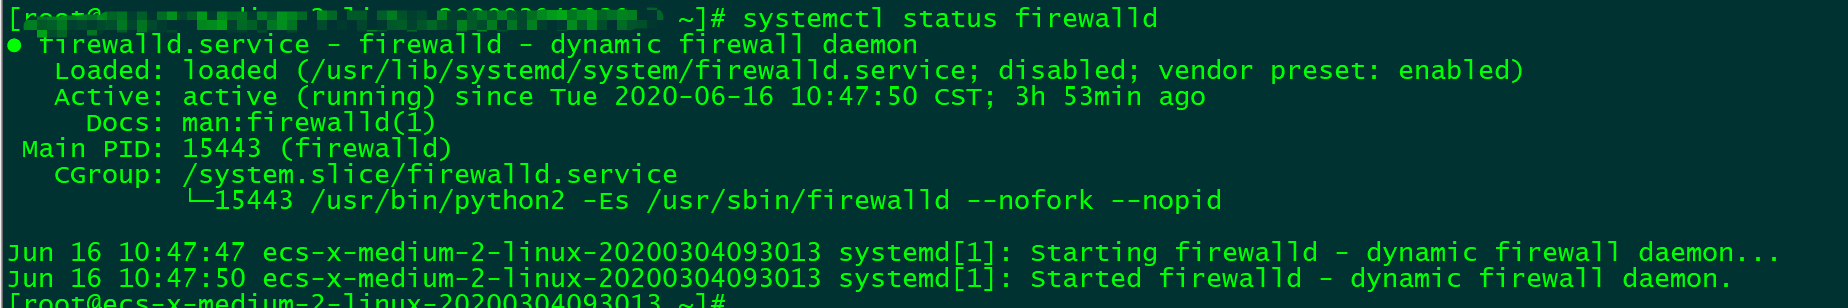 [root@ ~]# systemctl status firewalld
● firewalld.service - firewalld - dynamic firewall daemon
Loaded: loaded (/usr/lib/systemd/system/firewalld.service; disabled; vendor preset: enabled)
Active: active (running) since Tue 2020-06-16 10:47:50 CST; 3h 53min ago
Docs: man:firewalld(1)
Main PID: 15443 (firewalld)
CGroup: /system.slice/firewalld.service
└─15443 /usr/bin/python2 -Es /usr/sbin/firewalld --nofork --nopid
Jun 16 10:47:47 ecs-x-medium-2-linux-20200304093013 systemd[1]: Starting firewalld - dynamic firewall daemon...
Jun 16 10:47:50 ecs-x-medium-2-linux-20200304093013 systemd[1]: Started firewalld - dynamic firewall daemon.
[root@ecs-x-medium-2-linux-20200304093013 ~]#